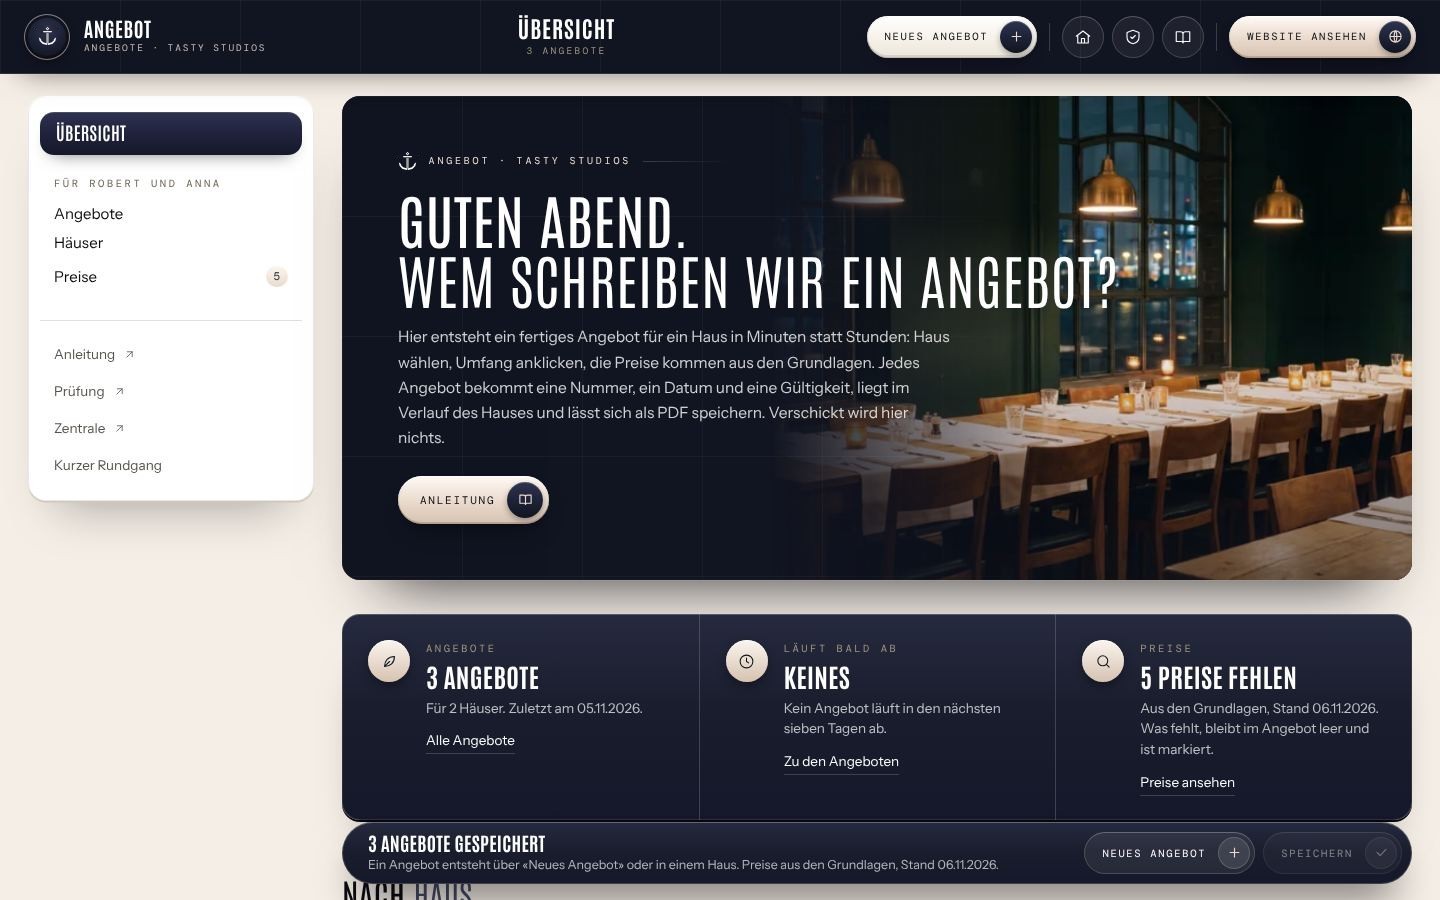 ANGEBOT
ANGEBOTE · TASTY STUDIOS
ÜBERSICHT
3 ANGEBOTE
NEUES ANGEBOT
WEBSITE ANSEHEN
ÜBERSICHT
FÜR ROBERT UND ANNA
Angebote
Häuser
Preise 5
Anleitung
Prüfung
Zentrale
Kurzer Rundgang
ANGEBOT · TASTY STUDIOS
GUTEN ABEND.
WEM SCHREIBEN WIR EIN ANGEBOT?
Hier entsteht ein fertiges Angebot für ein Haus in Minuten statt Stunden: Haus
wählen, Umfang anklicken, die Preise kommen aus den Grundlagen. Jedes
Angebot bekommt eine Nummer, ein Datum und eine Gültigkeit, liegt im
Verlauf des Hauses und lässt sich als PDF speichern. Verschickt wird hier
nichts.
ANLEITUNG
ANGEBOTE
3 ANGEBOTE
Für 2 Häuser. Zuletzt am 05.11.2026.
Alle Angebote
LÄUFT BALD AB
KEINES
Kein Angebot läuft in den nächsten
sieben Tagen ab.
Zu den Angeboten
PREISE
5 PREISE FEHLEN
Aus den Grundlagen, Stand 06.11.2026.
Was fehlt, bleibt im Angebot leer und
ist markiert.
Preise ansehen
3 ANGEBOTE GESPEICHERT
Ein Angebot entsteht über «Neues Angebot» oder in einem Haus. Preise aus den Grundlagen, Stand 06.11.2026.
NEUES ANGEBOT
SPEICHERN
NACH HAUS